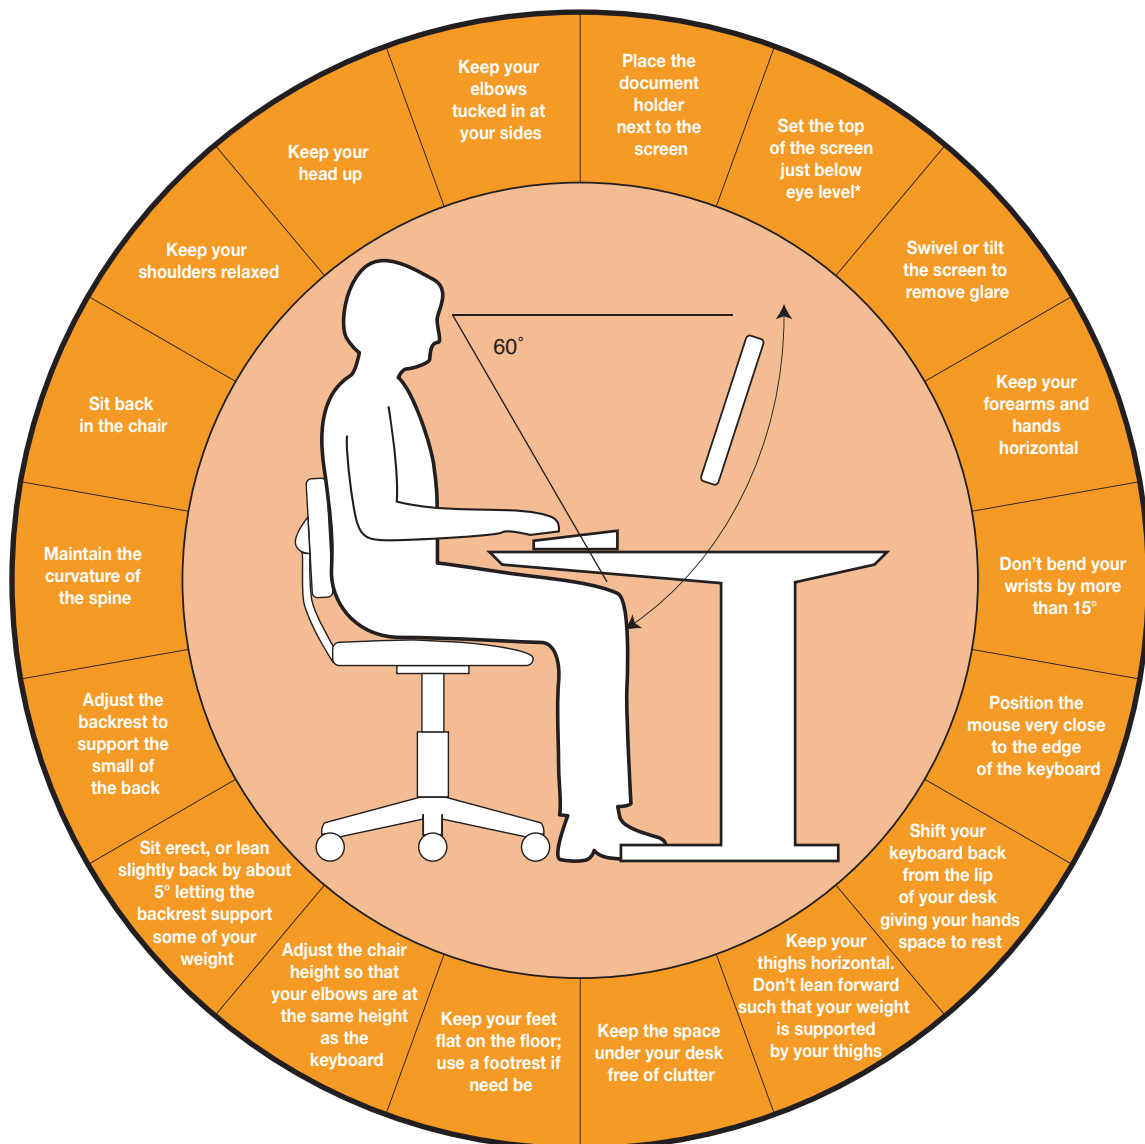 Place the
document
holder
next to the
screen
Set the top
of the screen
just below
eye level*
Swivel or tilt
the screen to
remove glare
Keep your
forearms and
hands
horizontal
Don’t bend your
wrists by more
than 15°
Position the
mouse very close
to the edge
of the keyboard
Shift your
keyboard back
from the lip
of your desk
giving your hands
space to rest
Keep your
thighs horizontal.
Don’t lean forward
such that your weight
is supported
by your thighs
Keep the space
under your desk
free of clutter
Keep your feet
flat on the floor;
use a footrest if
need be
Adjust the chair
height so that
your elbows are at
the same height
as the
keyboard
Sit erect, or lean
slightly back by about
5° letting the
backrest support
some of your
weight
Adjust the
backrest to
support the
small of
the back
Maintain the
curvature of
the spine
Sit back
in the chair
Keep your
shoulders relaxed
Keep your
head up
Keep your
elbows
tucked in at
your sides
60°